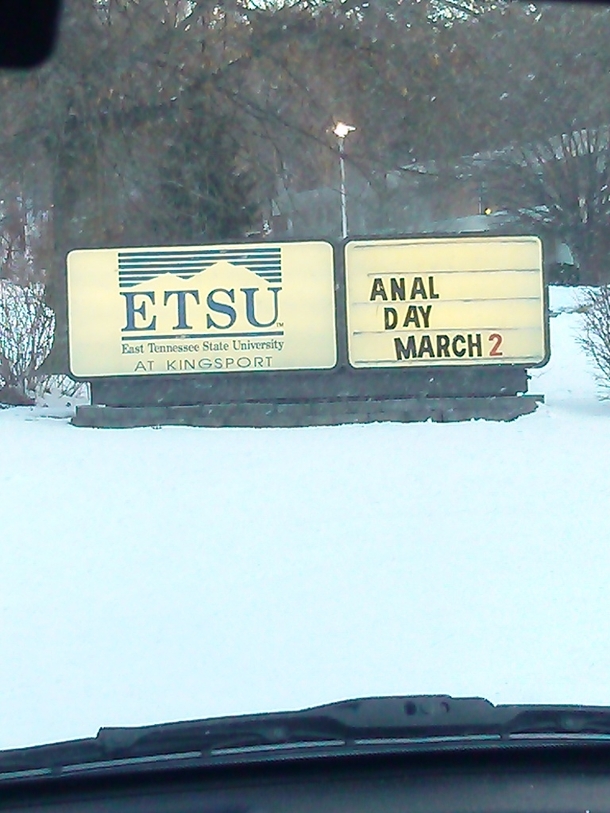 ETSU
East Tennessee State University
AT KINGSPORT
ANAL
DAY
MARCH 2